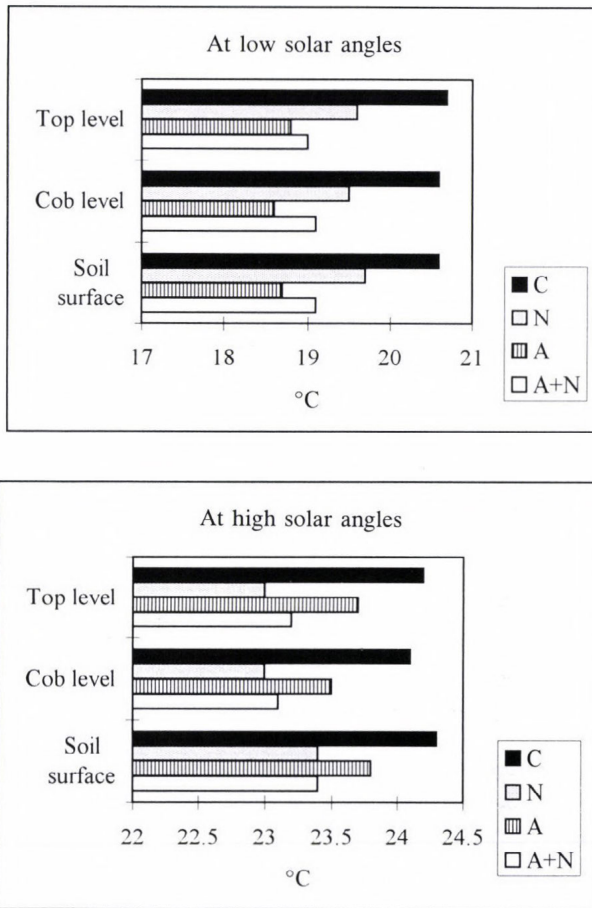 At low solar angles
Top level
Cob level
Soil
surface
17 18 19 20 21
°C
C
N
A
A+N
At high solar angles
Top level
Cob level
Soil
surface
22 22.5 23 23.5 24 24.5
°C
C
N
A
A+N